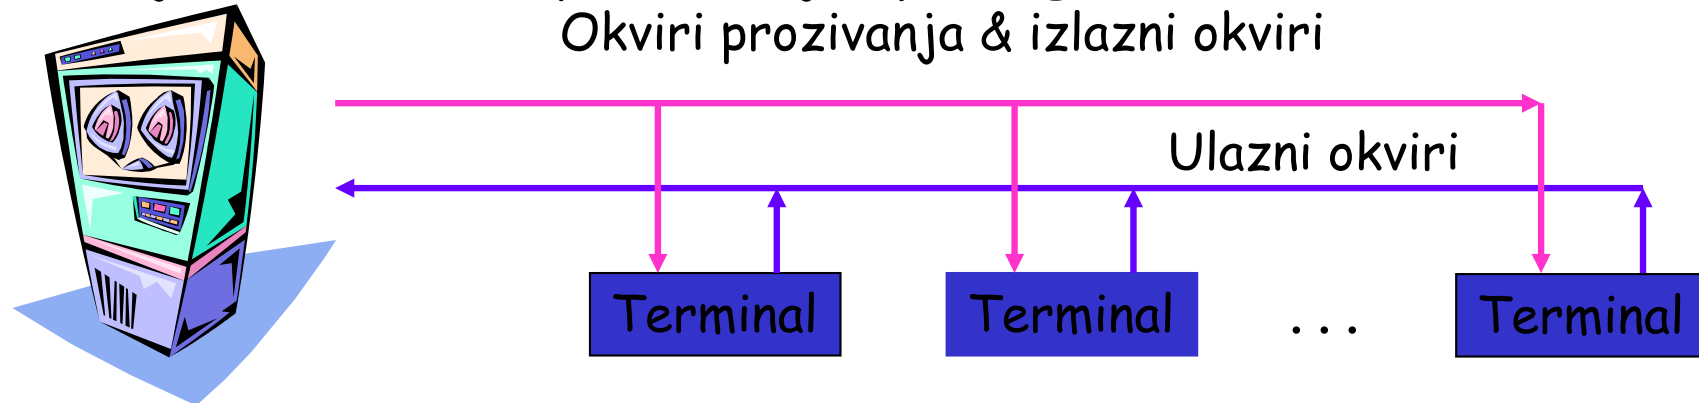 Okviri prozivanja & izlazni okviri
Ulazni okviri
Terminal Terminal ... Terminal